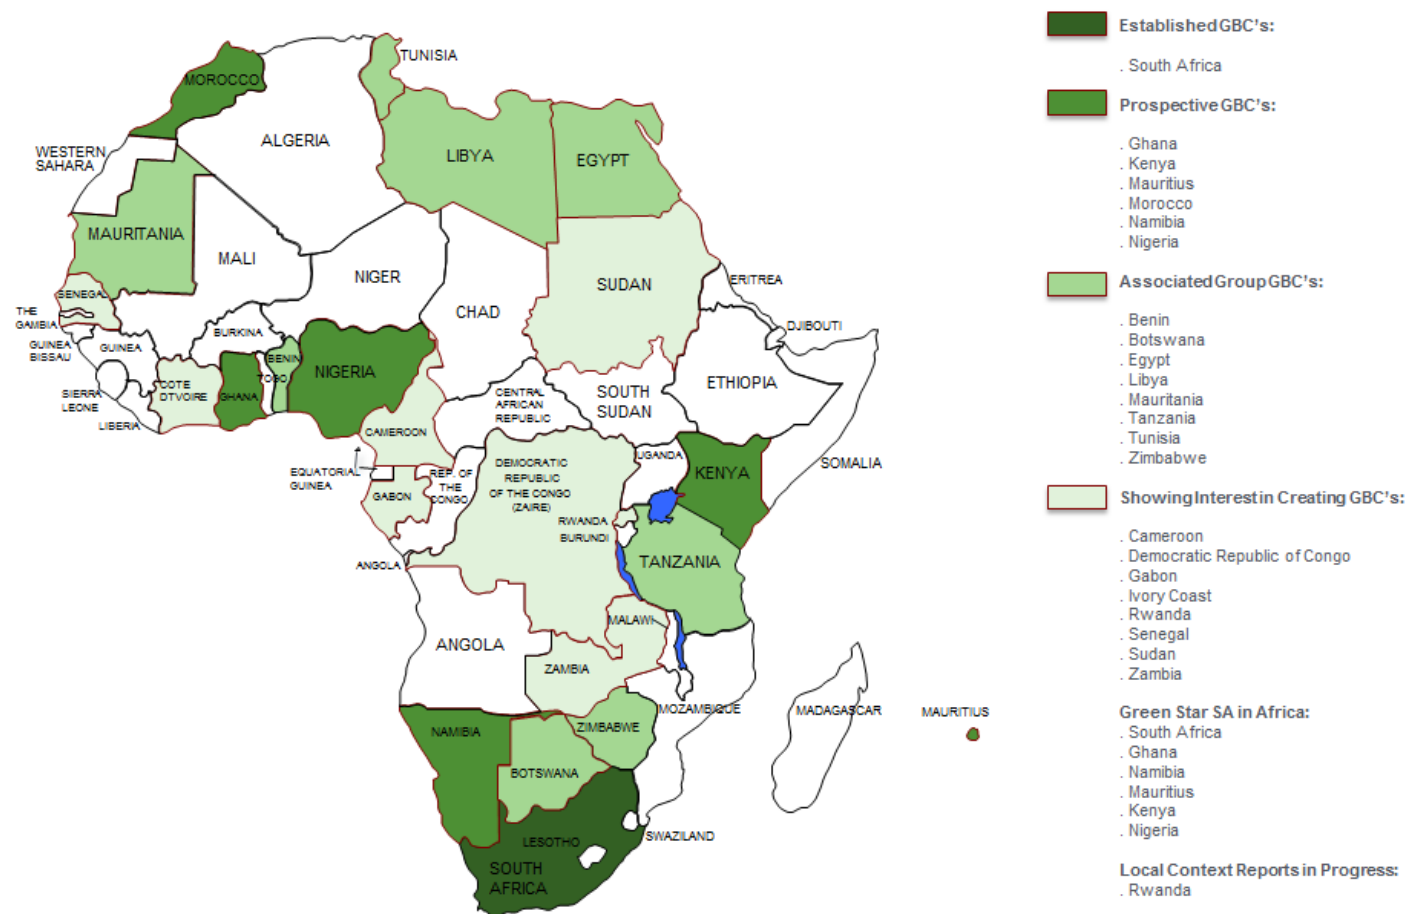 TUNISIA
MOROCCO
ALGERIA
WESTERN
SAHARA
LIBYA
EGYPT
MAURITANIA
MALI
NIGER
CHAD
SUDAN
ERITREA
SENEGAL
THE
GAMBIA
GUINEA
BISSAU
GUINEA
BURKINA
DJIBOUTI
BENIN
TOGO
NIGERIA
COTE
D'TVOIRE
GHANA
SIERRA
LEONE
LIBERIA
CENTRAL
AFRICAN
REPUBLIC
SOUTH
SUDAN
ETHIOPIA
CAMEROON
SOMALIA
EQUATORIAL
GUINEA
REP. OF
THE
CONGO
GABON
DEMOCRATIC
REPUBLIC
OF THE CONGO
(ZAIRE)
UGANDA
KENYA
RWANDA
BURUNDI
ANGOLA
TANZANIA
MALAWI
ANGOLA
ZAMBIA
MOZAMBIQUE
MADAGASCAR
MAURITIUS
NAMIBIA
ZIMBABWE
BOTSWANA
SWAZILAND
LESOTHO
SOUTH
AFRICA
Established GBC's:
. South Africa
Prospective GBC's:
. Ghana
. Kenya
. Mauritius
. Morocco
. Namibia
. Nigeria
Associated Group GBC's:
. Benin
. Botswana
. Egypt
. Libya
. Mauritania
. Tanzania
. Tunisia
. Zimbabwe
Showing Interest in Creating GBC's:
. Cameroon
. Democratic Republic of Congo
. Gabon
. Ivory Coast
. Rwanda
. Senegal
. Sudan
. Zambia
Green Star SA in Africa:
. South Africa
. Ghana
. Namibia
. Mauritius
. Kenya
. Nigeria
Local Context Reports in Progress:
. Rwanda